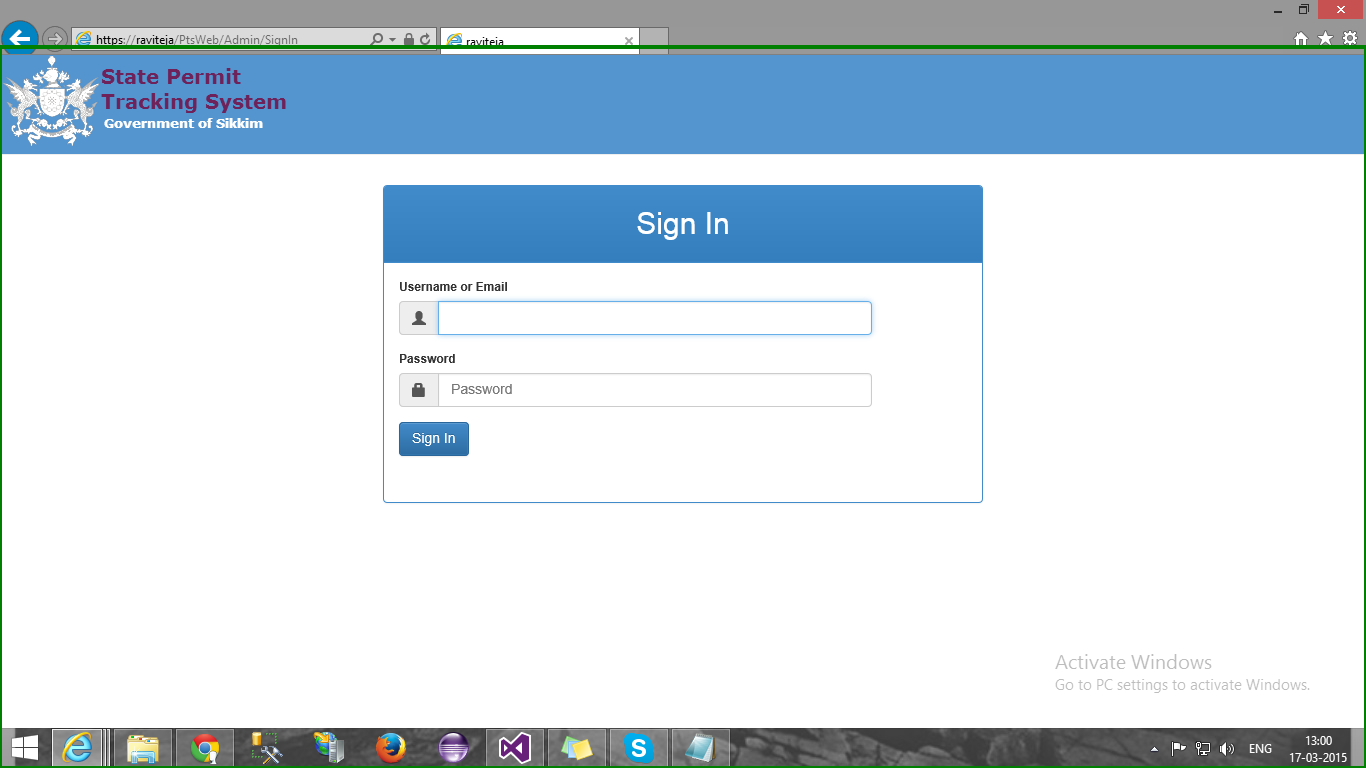 https://raviteja/PtsWeb/Admin/SignIn
raviteja
State Permit
Tracking System
Government of Sikkim
Sign In
Username or Email
Password
Password
Sign In
Activate Windows
Go to PC settings to activate Windows.
ENG
13:00
17-03-2015